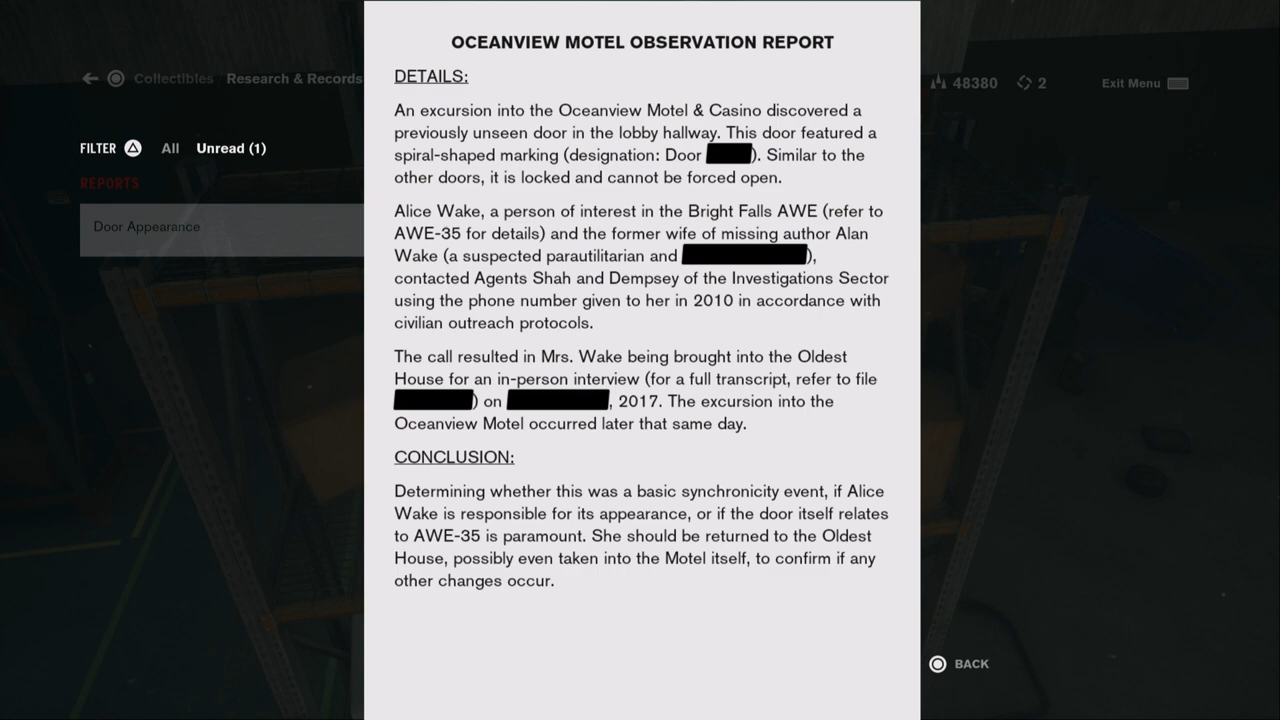 OCEANVIEW MOTEL OBSERVATION REPORT
Collectibles Research & Records
48380 2 Exit Menu
DETAILS:
An excursion into the Oceanview Motel & Casino discovered a
previously unseen door in the lobby hallway. This door featured a
spiral-shaped marking (designation: Door ). Similar to the
other doors, it is locked and cannot be forced open.
FILTER All Unread (1)
REPORTS
Door Appearance
Alice Wake, a person of interest in the Bright Falls AWE (refer to
AWE-35 for details) and the former wife of missing author Alan
Wake (a suspected parautilitarian and ),
contacted Agents Shah and Dempsey of the Investigations Sector
using the phone number given to her in 2010 in accordance with
civilian outreach protocols.
The call resulted in Mrs. Wake being brought into the Oldest
House for an in-person interview (for a full transcript, refer to file
) on , 2017. The excursion into the
Oceanview Motel occurred later that same day.
CONCLUSION:
Determining whether this was a basic synchronicity event, if Alice
Wake is responsible for its appearance, or if the door itself relates
to AWE-35 is paramount. She should be returned to the Oldest
House, possibly even taken into the Motel itself, to confirm if any
other changes occur.
BACK